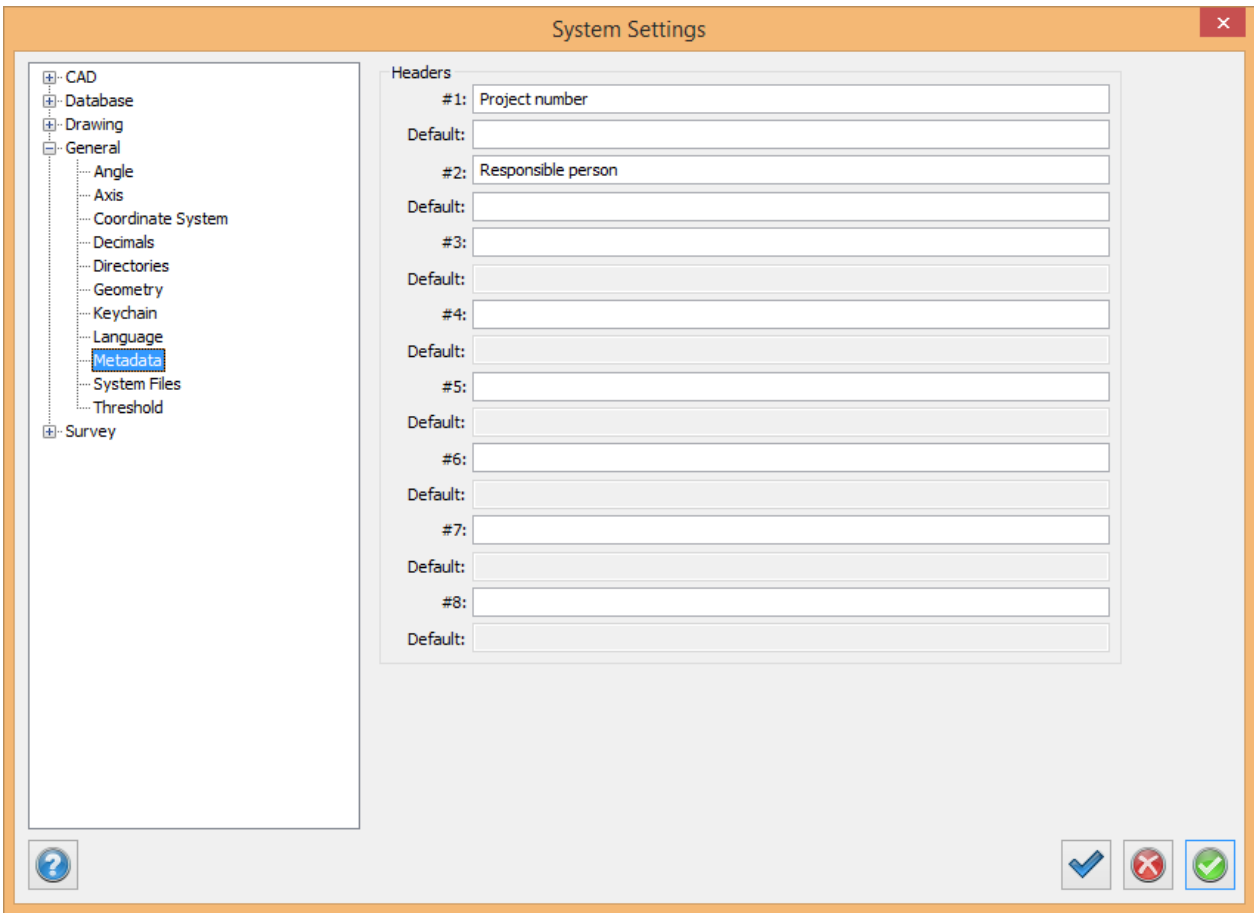 System Settings
CAD
Database
Drawing
General
Angle
Axis
Coordinate System
Decimals
Directories
Geometry
Keychain
Language
Metadata
System Files
Threshold
Survey
Headers
#1: Project number
Default:
#2: Responsible person
Default:
#3:
Default:
#4:
Default:
#5:
Default:
#6:
Default:
#7:
Default:
#8:
Default: